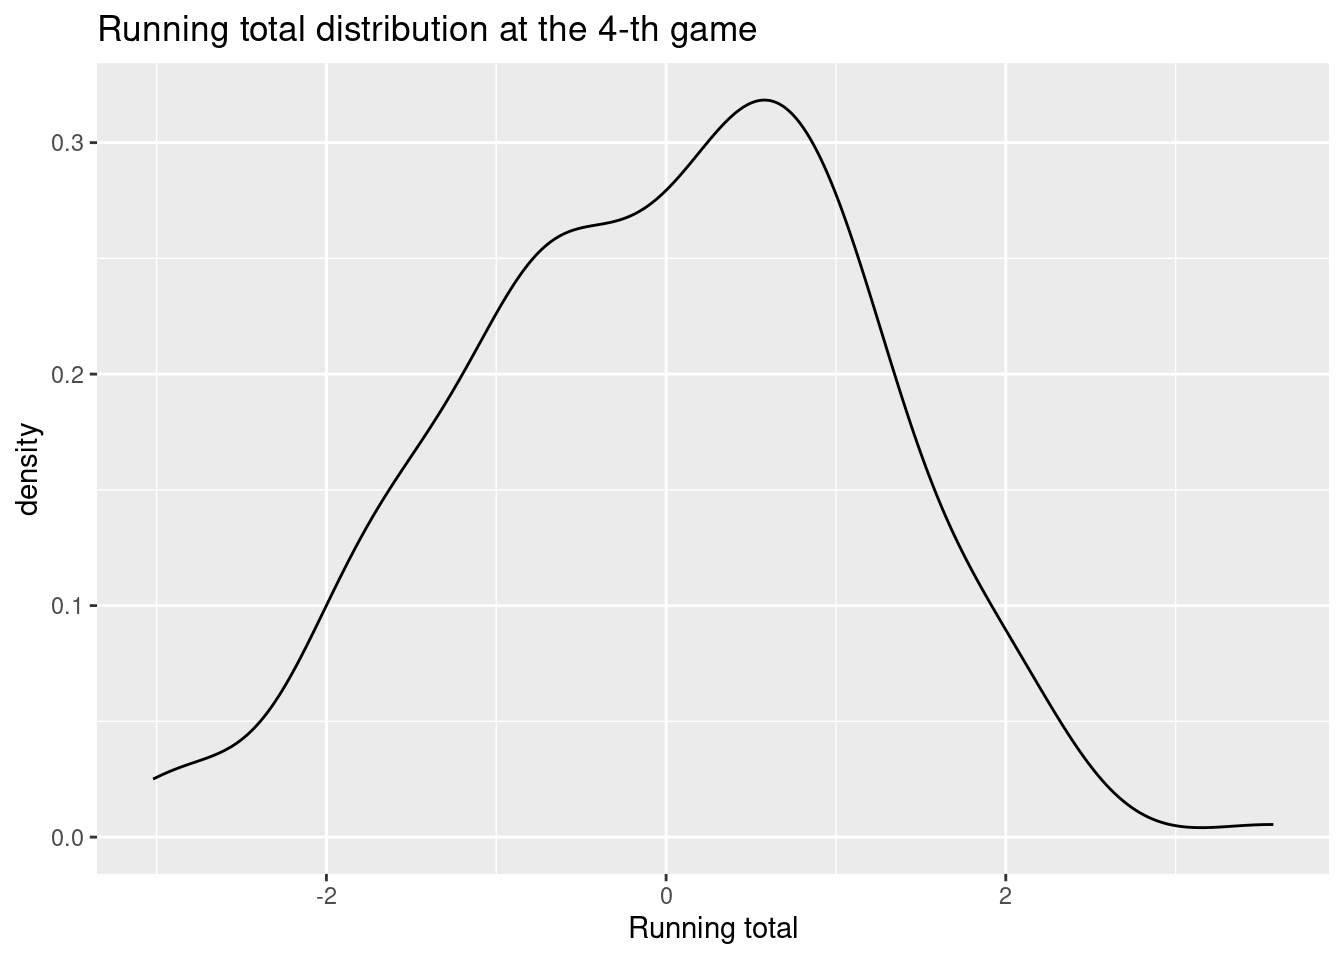 Running total distribution at the 4-th game
0.3
0.2
0.1
0.0
density
-2
0
2
Running total